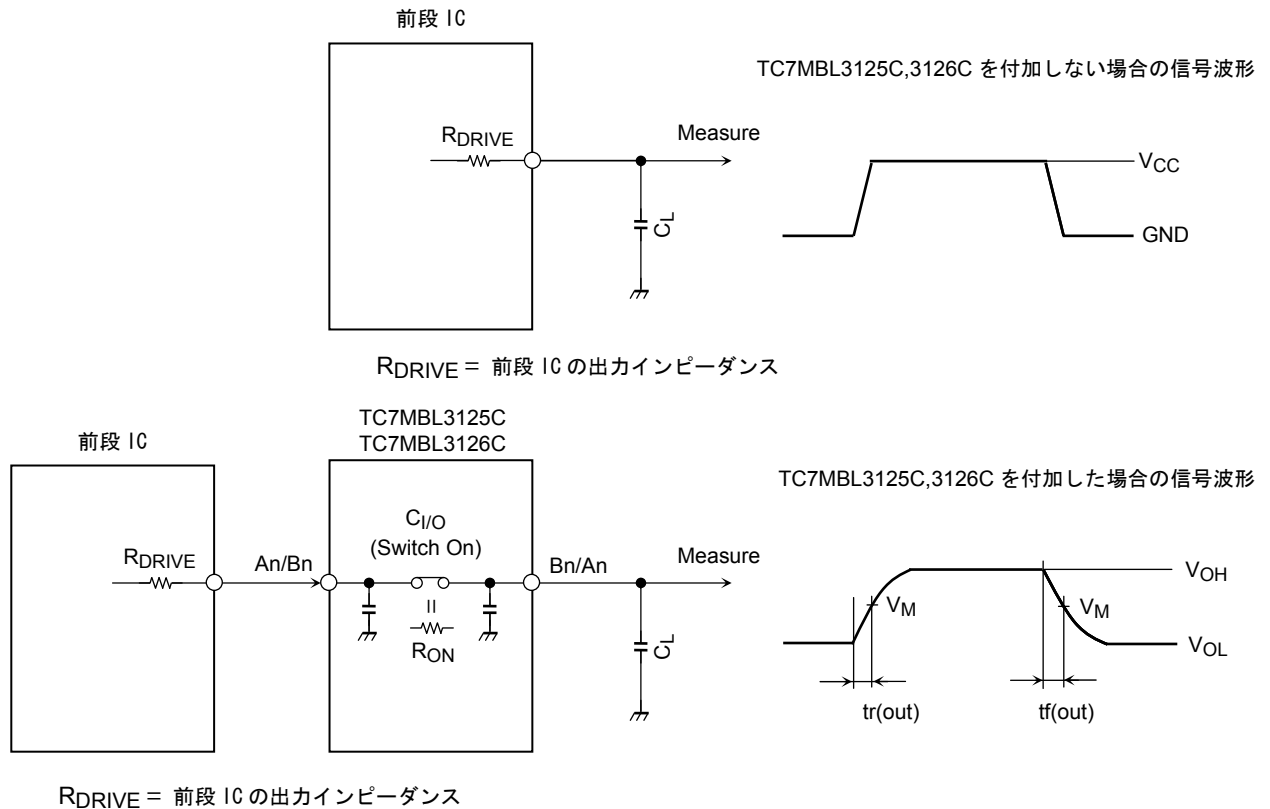 前段 IC
TC7MBL3125C,3126C を付加しない場合の信号波形
RDRIVE
Measure
VCC
CL
GND
RDRIVE = 前段 IC の出力インピーダンス
TC7MBL3125C
TC7MBL3126C
前段 IC
TC7MBL3125C,3126C を付加した場合の信号波形
CI/O
(Switch On)
RDRIVE
An/Bn
Bn/An
Measure
VOH
VM
VM
=
RON
CL
VOL
tr(out)
tf(out)
RDRIVE = 前段 IC の出力インピーダンス